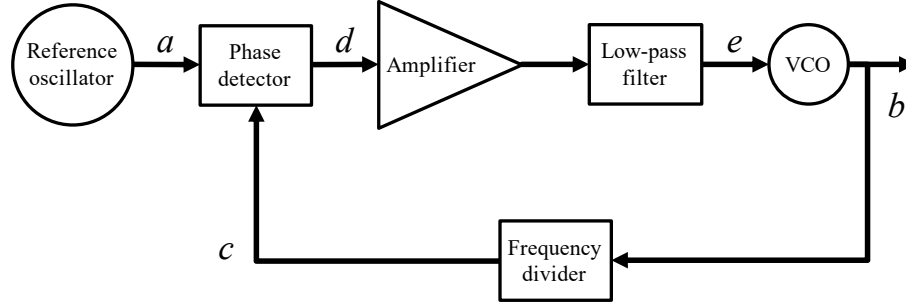 Reference
oscillator
a
Phase
detector
d
Amplifier
Low-pass
filter
e
VCO
b
c
Frequency
divider